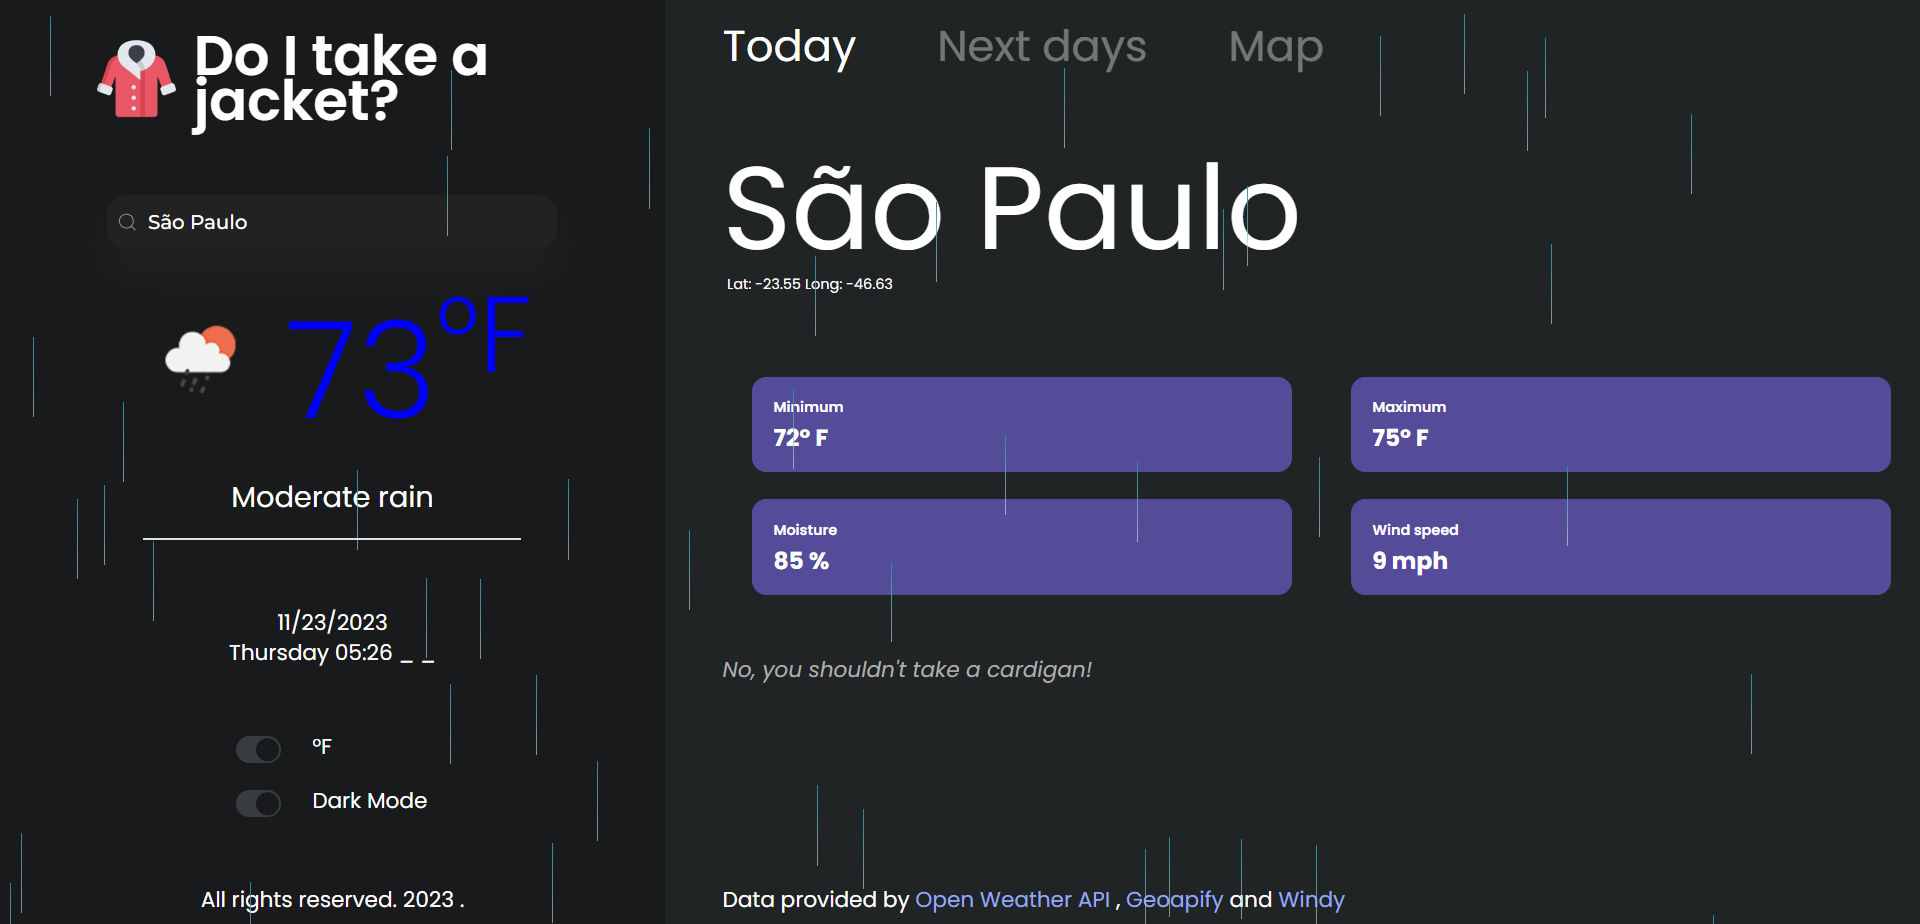 Do I take a
jacket?
São Paulo
73°F
Moderate rain
11/23/2023
Thursday 05:26 _ _
°F
Dark Mode
All rights reserved. 2023 .
Today Next days Map
São Paulo
Lat: -23.55 Long: -46.63
Minimum
72° F
Maximum
75° F
Moisture
85 %
Wind speed
9 mph
No, you shouldn't take a cardigan!
Data provided by Open Weather API , Geoapify and Windy